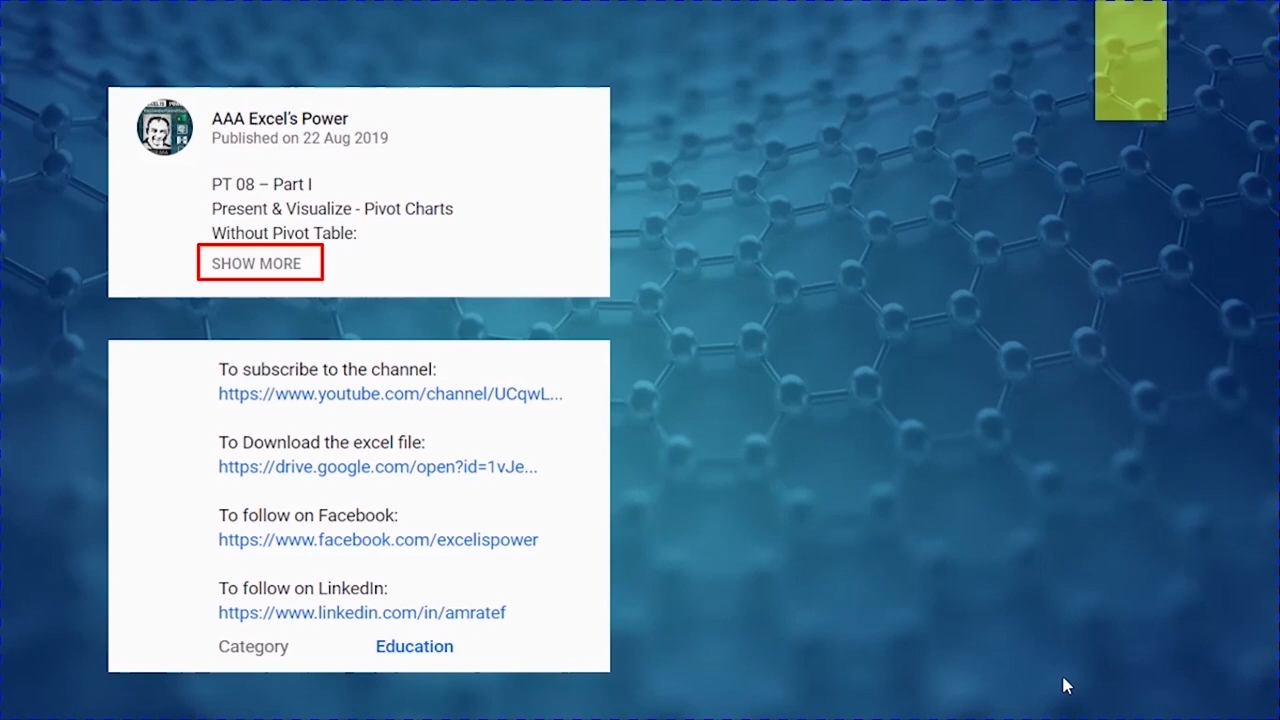 AAA Excel's Power
Published on 22 Aug 2019
PT 08 – Part I
Present & Visualize - Pivot Charts
Without Pivot Table:
SHOW MORE
To subscribe to the channel:
https://www.youtube.com/channel/UCqwL...
To Download the excel file:
https://drive.google.com/open?id=1vJe...
To follow on Facebook:
https://www.facebook.com/excelispower
To follow on LinkedIn:
https://www.linkedin.com/in/amratef
Category Education